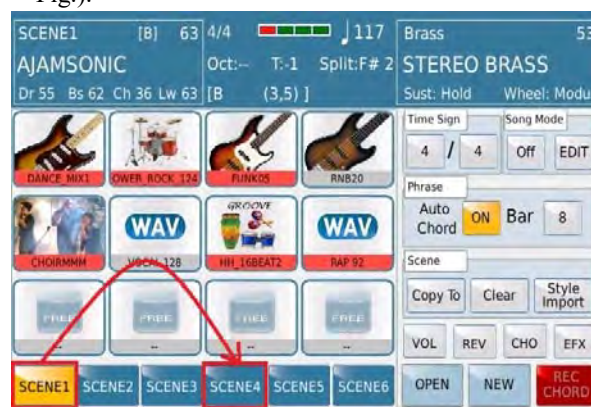 Fig.).
SCENE1 [B] 63 4/4 117 Brass 53
AJAMSONIC Oct:-- T:-1 Split:F# 2 STEREO BRASS
Dr 55 Bs 62 Ch 36 Lw 63 [B (3,5) ] Sust: Hold Wheel: Modu
Time Sign Song Mode
4 / 4 Off EDIT
DANCE_MIX1 OWER_ROCK_124 FUNK05 RNB20
Phrase
Auto Chord ON Bar 8
WAV GROOVE WAV
CHOIRMMM VOCAL_128 HH_16BEAT2 RAP 92
Scene
Copy To Clear Style Import
FREE FREE FREE FREE
-- -- -- --
VOL REV CHO EFX
SCENE1 SCENE2 SCENE3 SCENE4 SCENE5 SCENE6 OPEN NEW REC CHORD